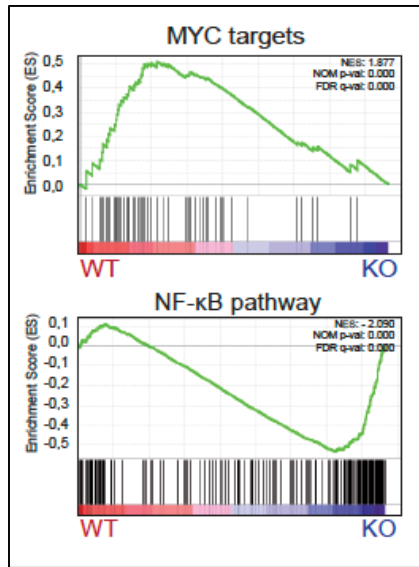 MYC targets
NES: 1.877
NOM p-val: 0.000
FDR q-val: 0.000
Enrichment Score (ES)
0,5
0,4
0,3
0,2
0,1
0,0
WT KO
NF-κB pathway
NES: - 2.090
NOM p-val: 0.000
FDR q-val: 0.000
Enrichment Score (ES)
0,1
0,0
-0,1
-0,2
-0,3
-0,4
-0,5
WT KO